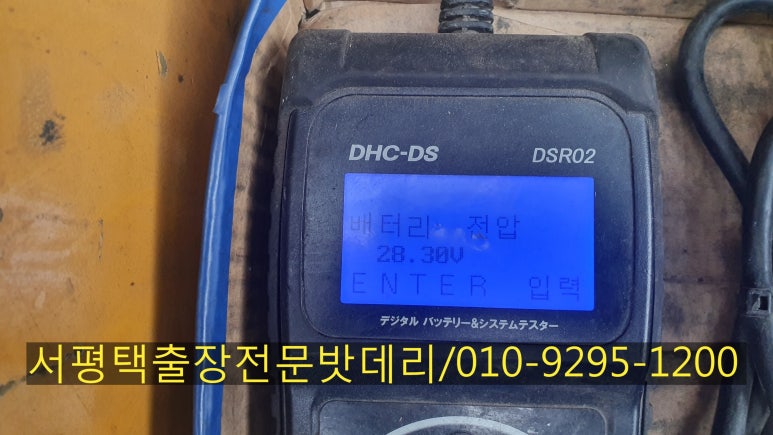 DHC-DS DSR02
배터리 전압
28.30V
ENTER 입력
デジタル バッテリー&システムテスター
서평택출장전문밧데리/010-9295-1200